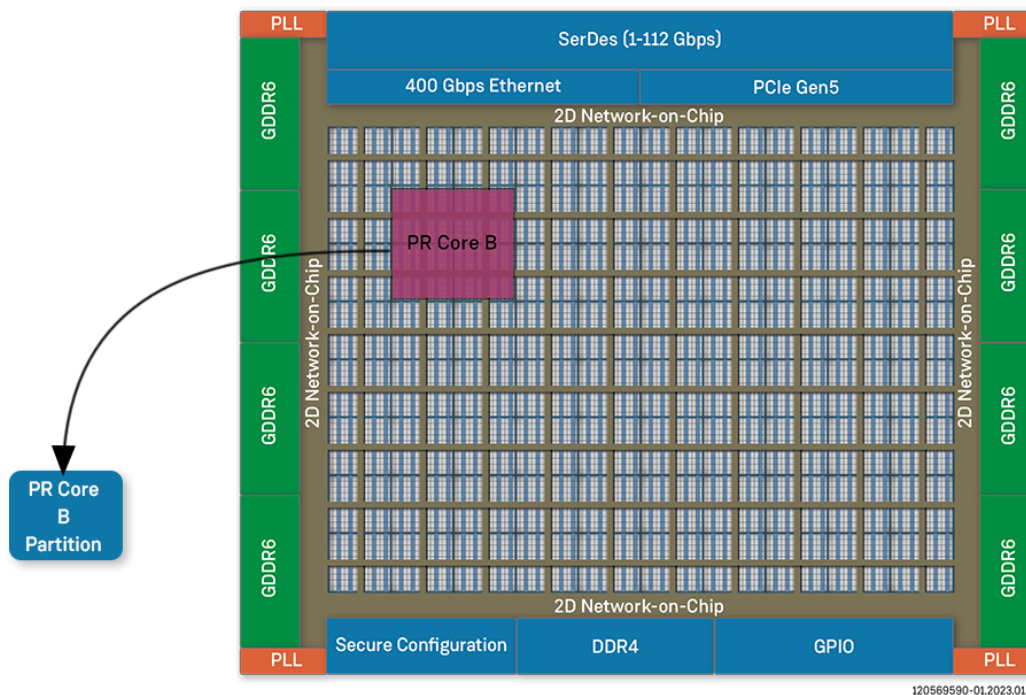 PLL
SerDes (1-112 Gbps)
PLL
400 Gbps Ethernet
PCIe Gen5
2D Network-on-Chip
GDDR6
GDDR6
GDDR6
GDDR6
2D Network-on-Chip
PR Core B
2D Network-on-Chip
GDDR6
GDDR6
GDDR6
GDDR6
PR Core
B
Partition
2D Network-on-Chip
Secure Configuration
DDR4
GPIO
PLL
PLL
120569590-01.2023.01